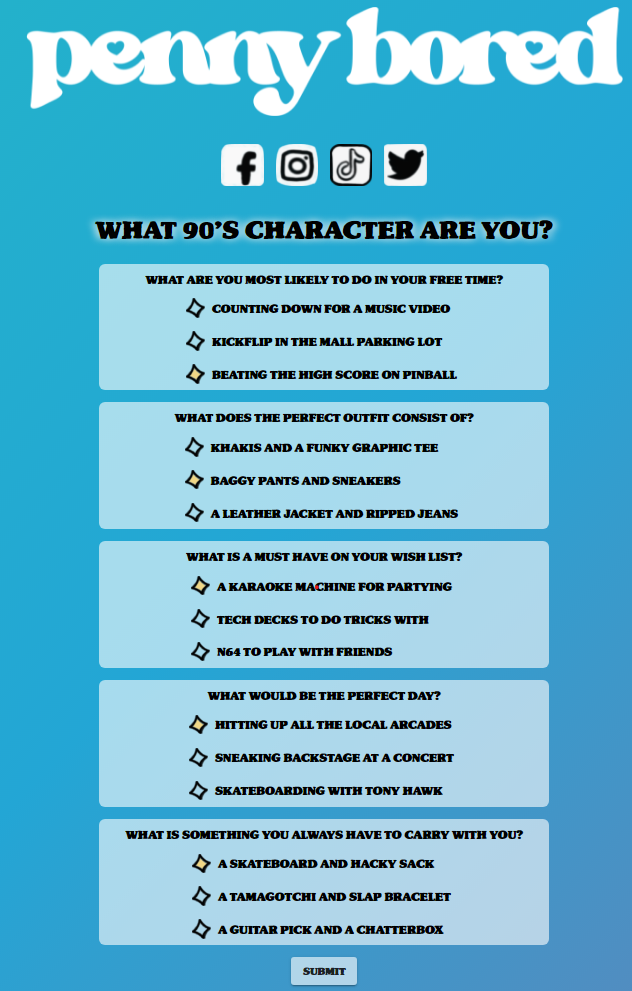 penny bored
WHAT 90'S CHARACTER ARE YOU?
WHAT ARE YOU MOST LIKELY TO DO IN YOUR FREE TIME?
COUNTING DOWN FOR A MUSIC VIDEO
KICKFLIP IN THE MALL PARKING LOT
BEATING THE HIGH SCORE ON PINBALL
WHAT DOES THE PERFECT OUTFIT CONSIST OF?
KHAKIS AND A FUNKY GRAPHIC TEE
BAGGY PANTS AND SNEAKERS
A LEATHER JACKET AND RIPPED JEANS
WHAT IS A MUST HAVE ON YOUR WISH LIST?
A KARAOKE MACHINE FOR PARTYING
TECH DECKS TO DO TRICKS WITH
N64 TO PLAY WITH FRIENDS
WHAT WOULD BE THE PERFECT DAY?
HITTING UP ALL THE LOCAL ARCADES
SNEAKING BACKSTAGE AT A CONCERT
SKATEBOARDING WITH TONY HAWK
WHAT IS SOMETHING YOU ALWAYS HAVE TO CARRY WITH YOU?
A SKATEBOARD AND HACKY SACK
A TAMAGOTCHI AND SLAP BRACELET
A GUITAR PICK AND A CHATTERBOX
SUBMIT